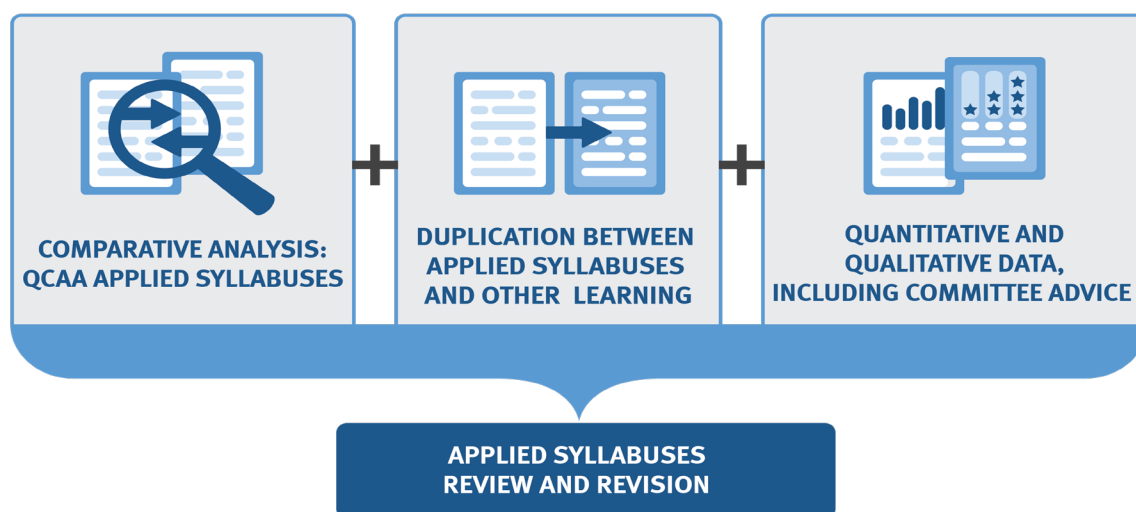 COMPARATIVE ANALYSIS:
QCAA APPLIED SYLLABUSES
DUPLICATION BETWEEN
APPLIED SYLLABUSES
AND OTHER LEARNING
QUANTITATIVE AND
QUALITATIVE DATA,
INCLUDING COMMITTEE ADVICE
APPLIED SYLLABUSES
REVIEW AND REVISION